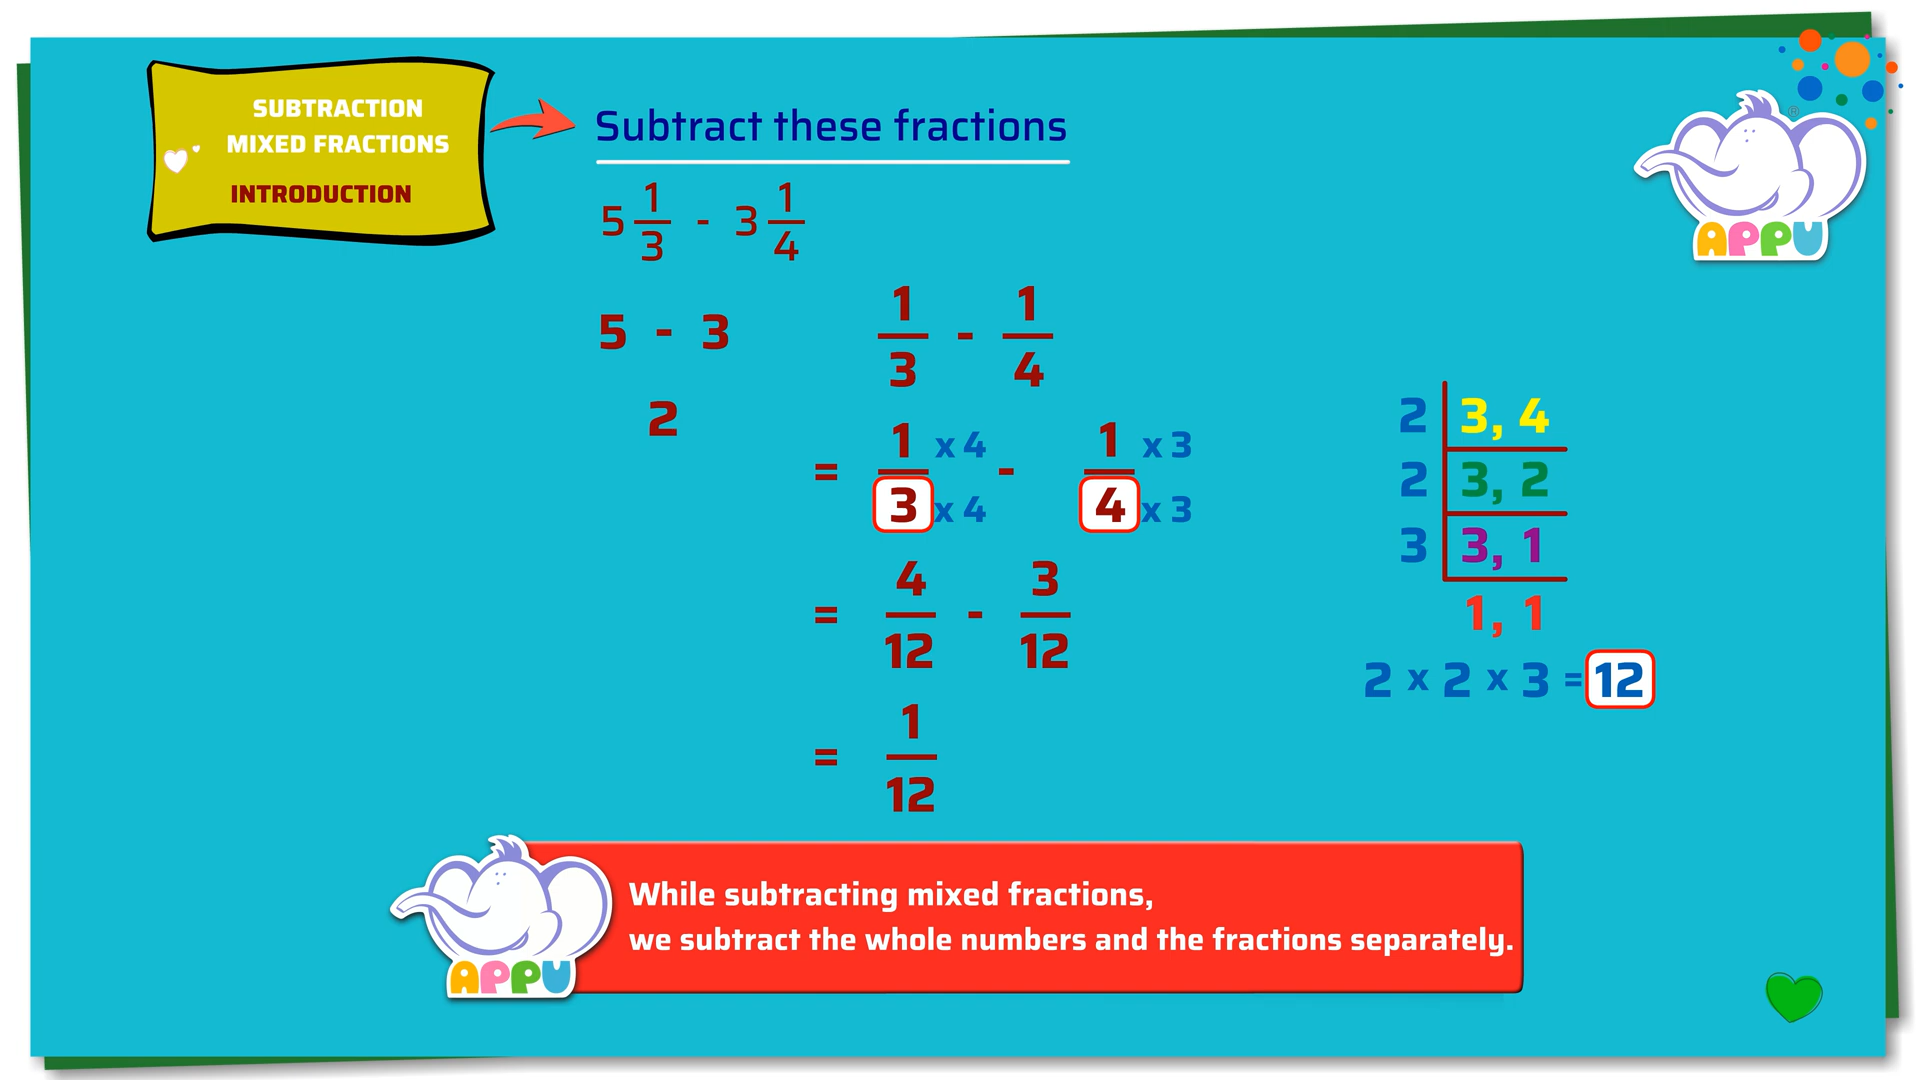 SUBTRACTION
MIXED FRACTIONS
INTRODUCTION
Subtract these fractions
5 1/3 - 3 1/4
5 - 3
2
1/3 - 1/4
= 1/3 x 4 / x 4 - 1/4 x 3 / x 3
= 4/12 - 3/12
= 1/12
2 3, 4
2 3, 2
3 3, 1
1, 1
2 x 2 x 3 = 12
APPU
®
While subtracting mixed fractions,
we subtract the whole numbers and the fractions separately.
APPU